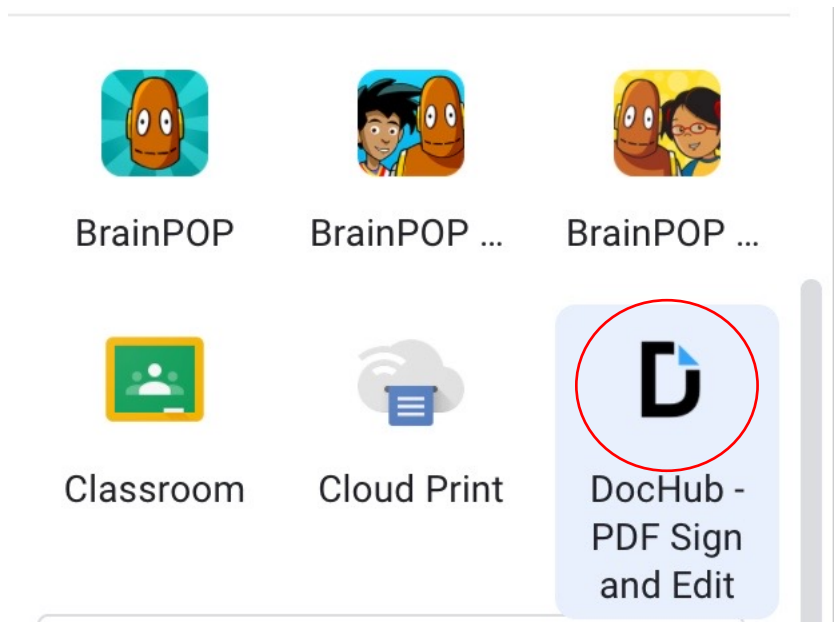 BrainPOP
BrainPOP ...
BrainPOP ...
Classroom
Cloud Print
DocHub -
PDF Sign
and Edit